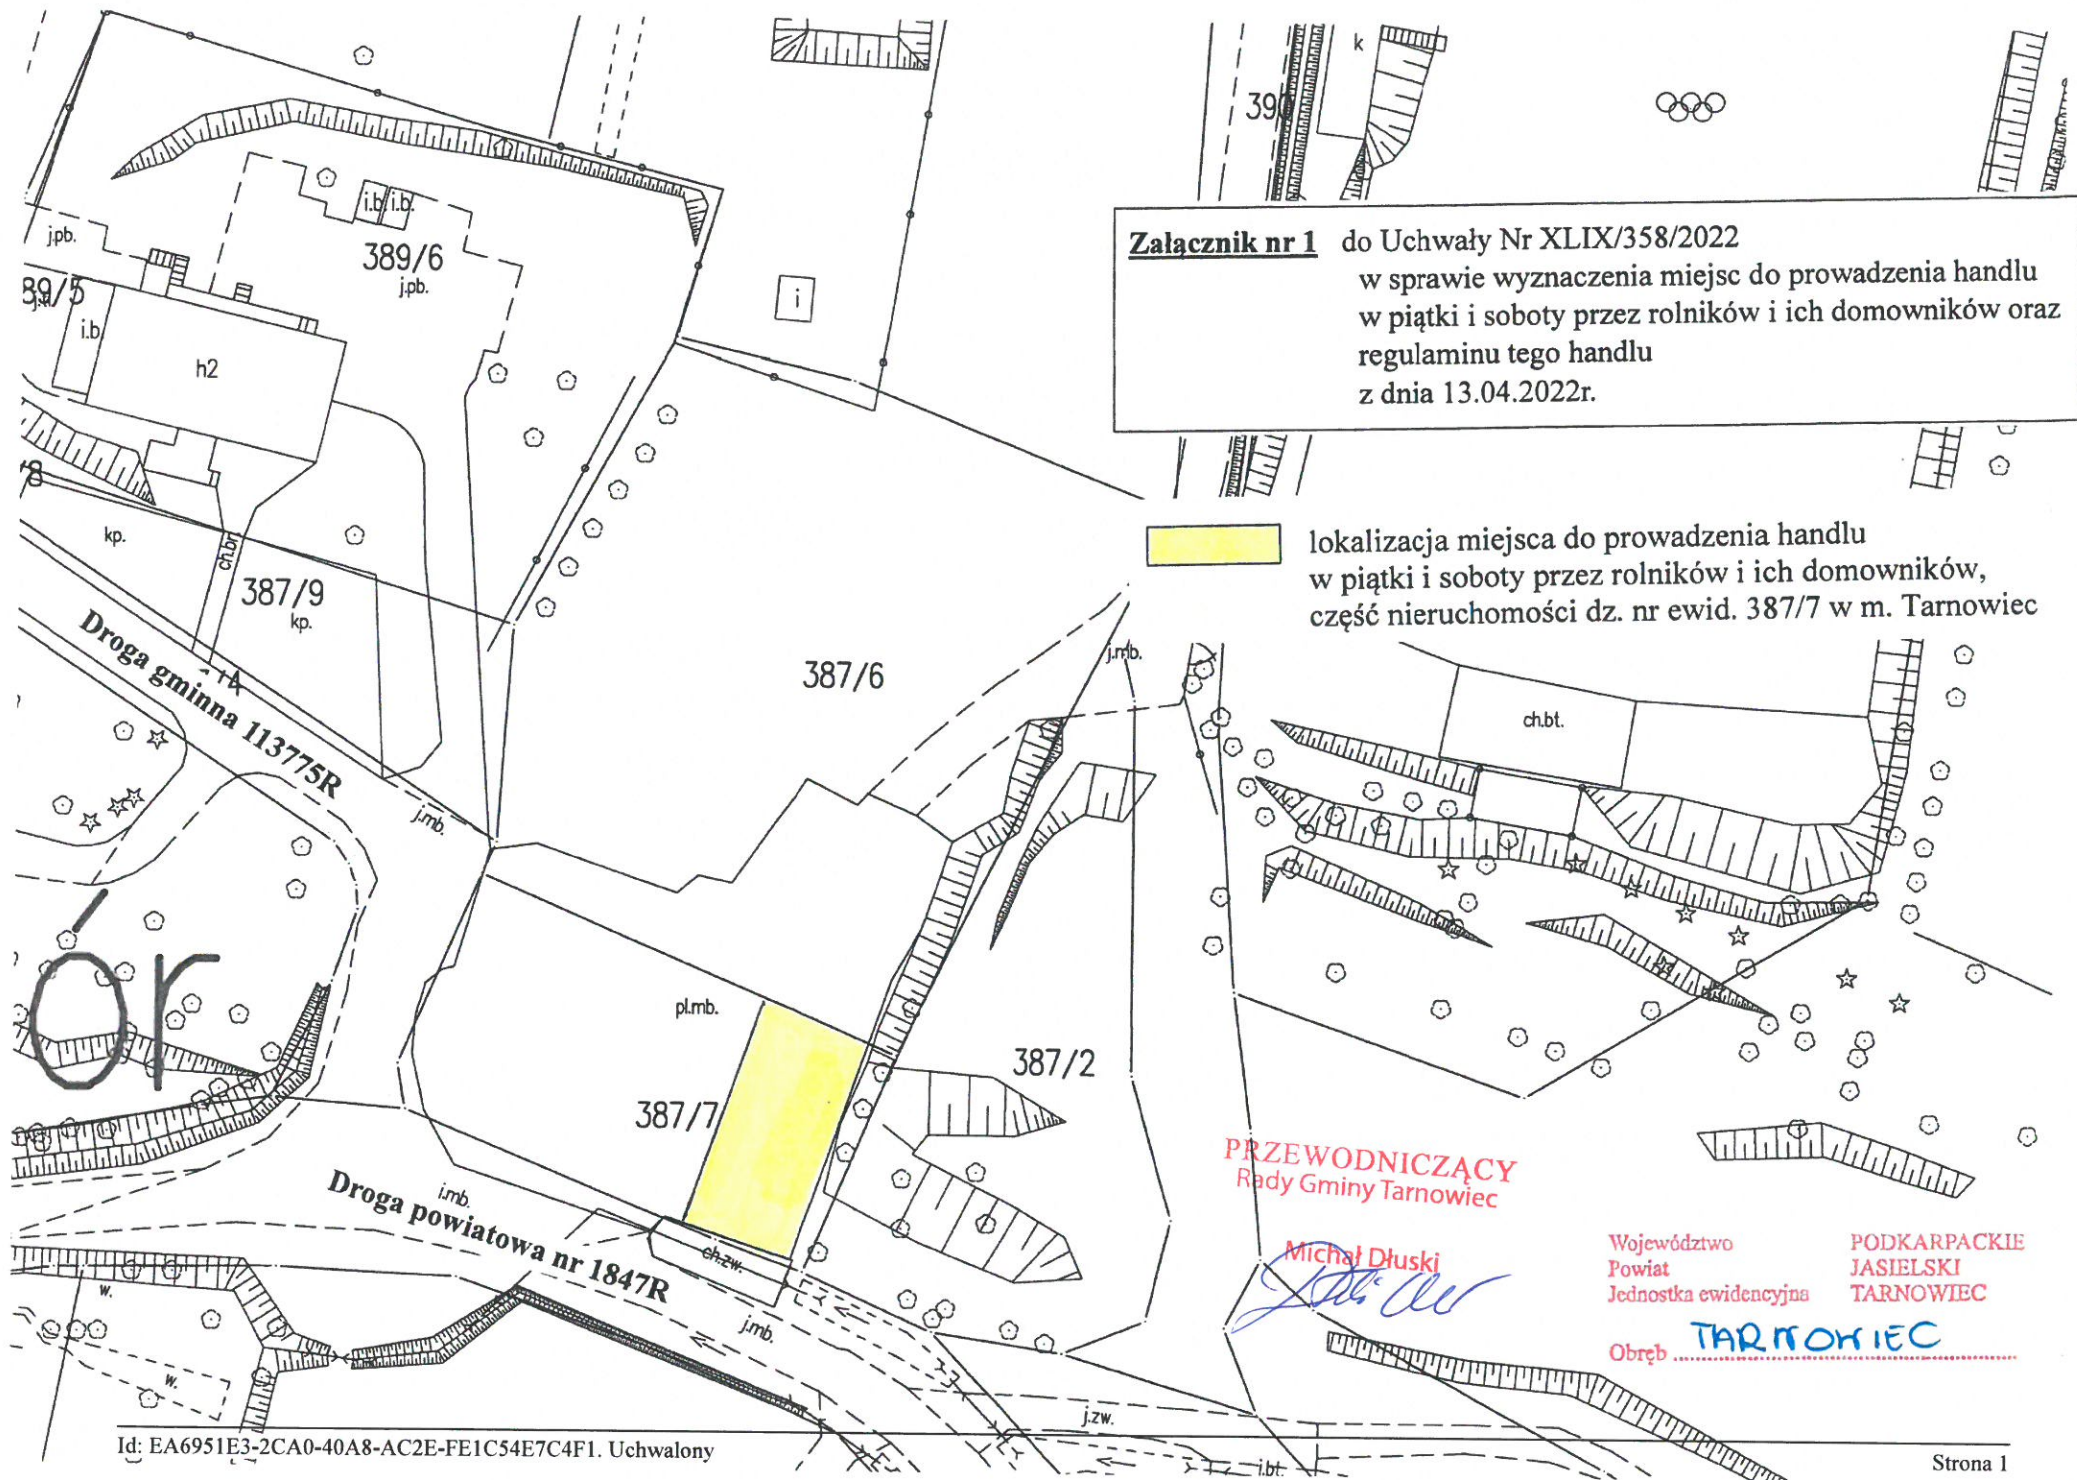 390
k
i.b.
i.b.
j.pb.
389/6
j.pb.
i
89/5
i.b.
h2
Załącznik nr 1 do Uchwały Nr XLIX/358/2022
w sprawie wyznaczenia miejsc do prowadzenia handlu
w piątki i soboty przez rolników i ich domowników oraz
regulaminu tego handlu
z dnia 13.04.2022r.
/8
kp.
ch.br.
387/9
kp.
lokalizacja miejsca do prowadzenia handlu
w piątki i soboty przez rolników i ich domowników,
część nieruchomości dz. nr ewid. 387/7 w m. Tarnowiec
Droga gminna 113775R
387/6
j.mb.
ch.bt.
j.mb.
ór
pl.mb.
387/2
387/7
i.mb.
Droga powiatowa nr 1847R
ch.zw.
j.mb.
w.
w.
PRZEWODNICZĄCY
Rady Gminy Tarnowiec
Michał Dłuski
Województwo PODKARPACKIE
Powiat JASIELSKI
Jednostka ewidencyjna TARNOWIEC
Obręb TARNOWIEC
j.zw.
i.bt.
Id: EA6951E3-2CA0-40A8-AC2E-FE1C54E7C4F1. Uchwalony
Strona 1